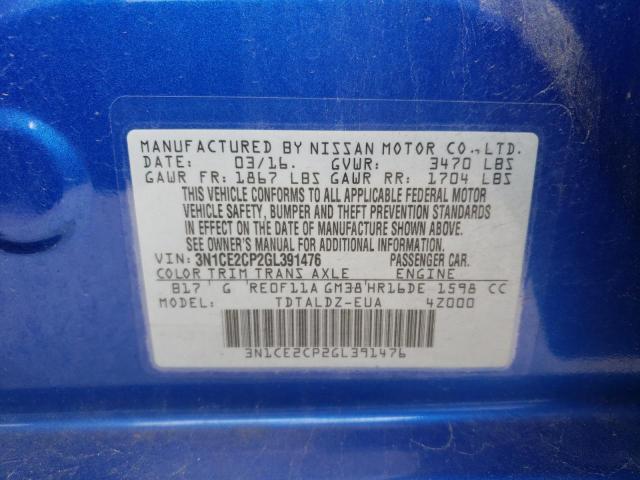 MANUFACTURED BY NISSAN MOTOR CO., LTD.
DATE: 03/16. GVWR: 3470 LBS
GAWR FR: 1867 LBS GAWR RR: 1704 LBS
THIS VEHICLE CONFORMS TO ALL APPLICABLE FEDERAL MOTOR
VEHICLE SAFETY, BUMPER AND THEFT PREVENTION STANDARDS
IN EFFECT ON THE DATE OF MANUFACTURE SHOWN ABOVE.
SEE OWNER'S MANUAL FOR ADDITIONAL INFORMATION.
VIN: 3N1CE2CP2GL391476 PASSENGER CAR.
COLOR TRIM TRANS AXLE ENGINE
B17 G RE0F11A GM38 HR16DE 1598 CC
MODEL: TDTALDZ-EUA 4Z000
3N1CE2CP2GL391476